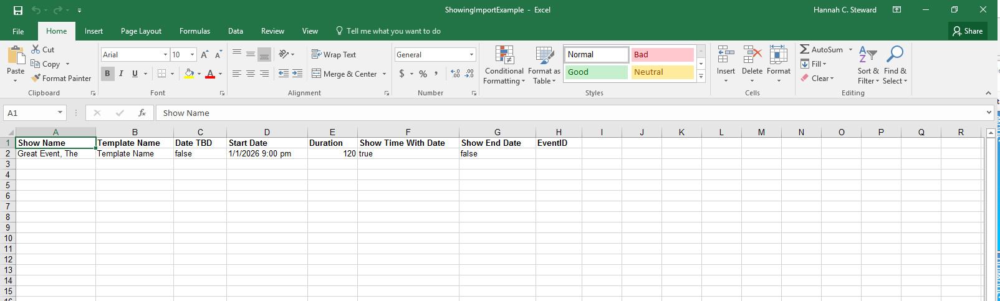 ShowingImportExample - Excel
Hannah C. Steward
File Home Insert Page Layout Formulas Data Review View Tell me what you want to do Share
Paste
Cut
Copy
Format Painter
Clipboard
Arial 10
B I U A A A
Font
Wrap Text
Merge & Center
Alignment
General
$ % ,
Number
Conditional Formatting
Format as Table
Normal Bad
Good Neutral
Styles
Insert Delete Format
Cells
AutoSum
Fill
Clear
Sort & Filter
Find & Select
Editing
A1 fx Show Name
A B C D E F G H I J K L M N O P Q R
1 Show Name Template Name Date TBD Start Date Duration Show Time With Date Show End Date EventID
2 Great Event, The Template Name false 1/1/2026 9:00 pm 120 true false
3
4
5
6
7
8
9
10
11
12
13
14
15